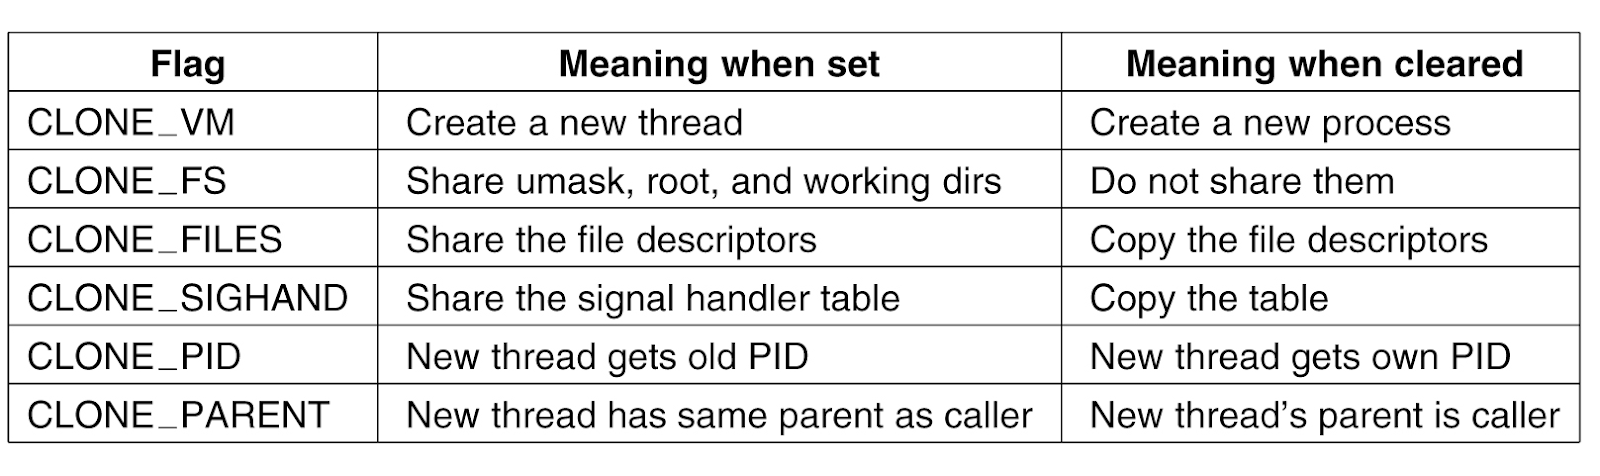 Flag Meaning when set Meaning when cleared
CLONE_VM Create a new thread Create a new process
CLONE_FS Share umask, root, and working dirs Do not share them
CLONE_FILES Share the file descriptors Copy the file descriptors
CLONE_SIGHAND Share the signal handler table Copy the table
CLONE_PID New thread gets old PID New thread gets own PID
CLONE_PARENT New thread has same parent as caller New thread's parent is caller